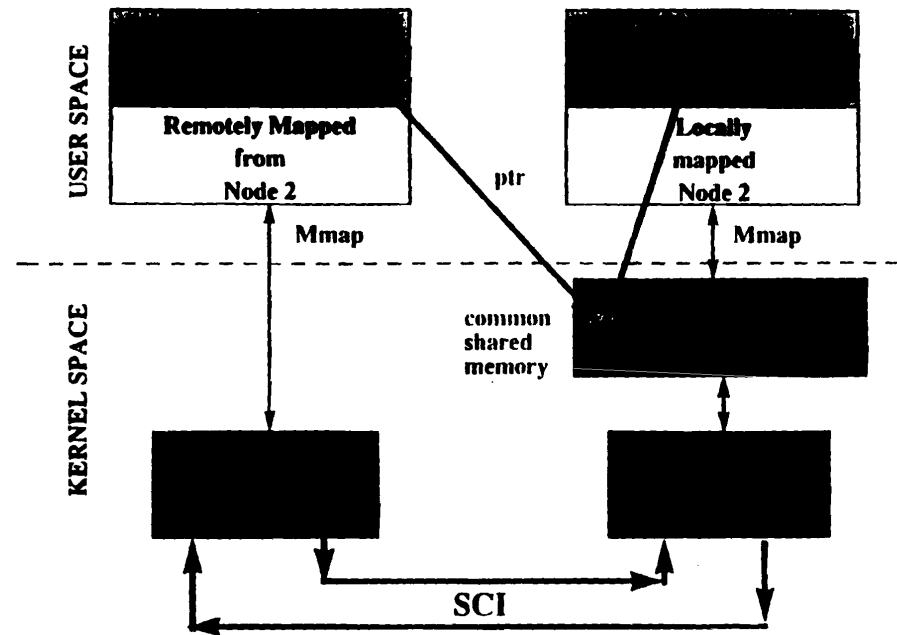 USER SPACE
Remotely Mapped
from
Node 2
Locally
mapped
Node 2
ptr
Mmap
Mmap
common
shared
memory
KERNEL SPACE
SCI